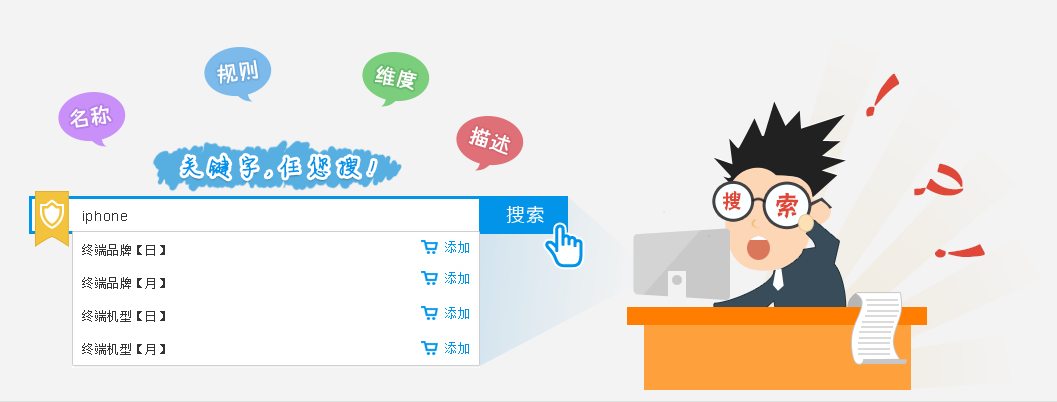 规则
维度
名称
描述
关键字,任您搜!
iphone
搜索
终端品牌【日】 添加
终端品牌【月】 添加
终端机型【日】 添加
终端机型【月】 添加
搜 索
! ? !